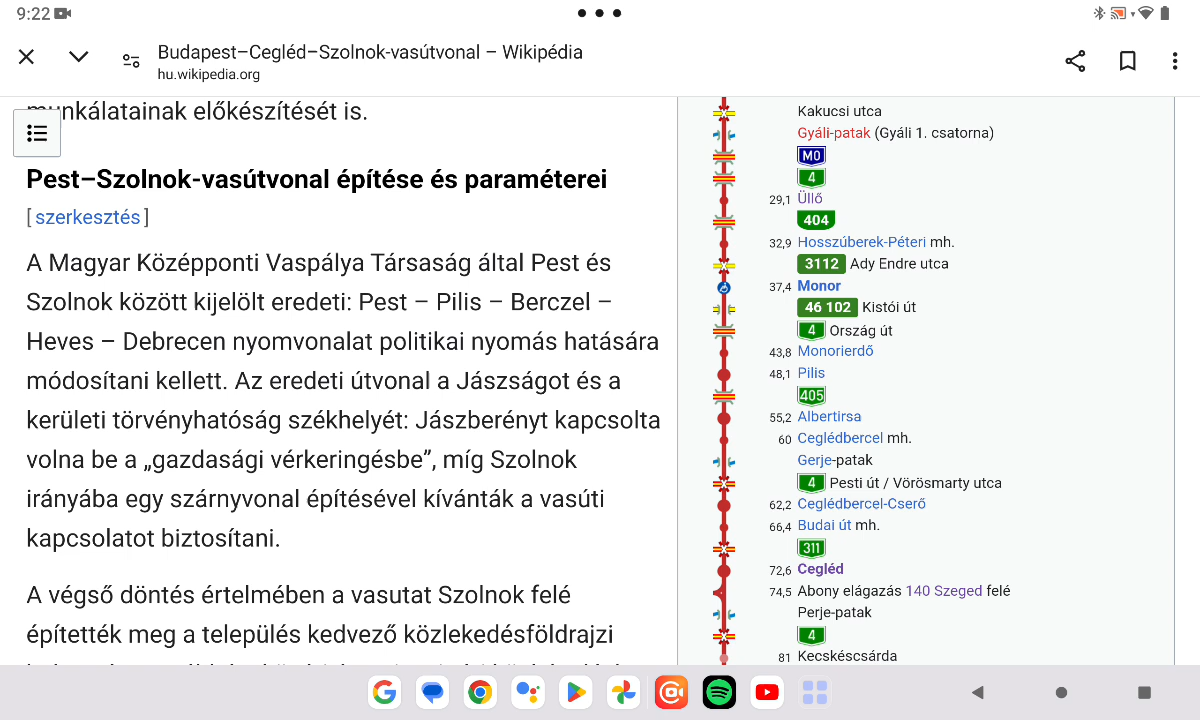 9:22
Budapest–Cegléd–Szolnok-vasútvonal – Wikipédia
hu.wikipedia.org
munkálatainak előkészítését is.
Pest–Szolnok-vasútvonal építése és paraméterei
[szerkesztés]
A Magyar Középponti Vaspálya Társaság által Pest és
Szolnok között kijelölt eredeti: Pest – Pilis – Berczel –
Heves – Debrecen nyomvonalat politikai nyomás hatására
módosítani kellett. Az eredeti útvonal a Jászságot és a
kerületi törvényhatóság székhelyét: Jászberényt kapcsolta
volna be a „gazdasági vérkeringésbe”, míg Szolnok
irányába egy szárnyvonal építésével kívánták a vasúti
kapcsolatot biztosítani.
A végső döntés értelmében a vasutat Szolnok felé
építették meg a település kedvező közlekedésföldrajzi
Kakucsi utca
Gyáli-patak (Gyáli 1. csatorna)
M0
4
29,1 Üllő
404
32,9 Hosszúberek-Péteri mh.
3112 Ady Endre utca
37,4 Monor
46 102 Kistói út
4 Ország út
43,8 Monorierdő
48,1 Pilis
405
55,2 Albertirsa
60 Ceglédbercel mh.
Gerje-patak
4 Pesti út / Vörösmarty utca
62,2 Ceglédbercel-Cserő
66,4 Budai út mh.
311
72,6 Cegléd
74,5 Abony elágazás 140 Szeged felé
Perje-patak
4
81 Kecskéscsárda